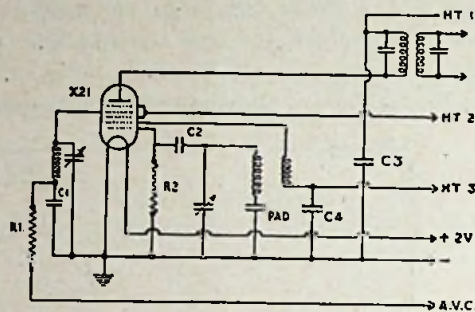 HT 1
X21
HT 2
C2
C3
C1
R2
R1
PAD
C4
HT 3
+ 2V
-
A.V.C.